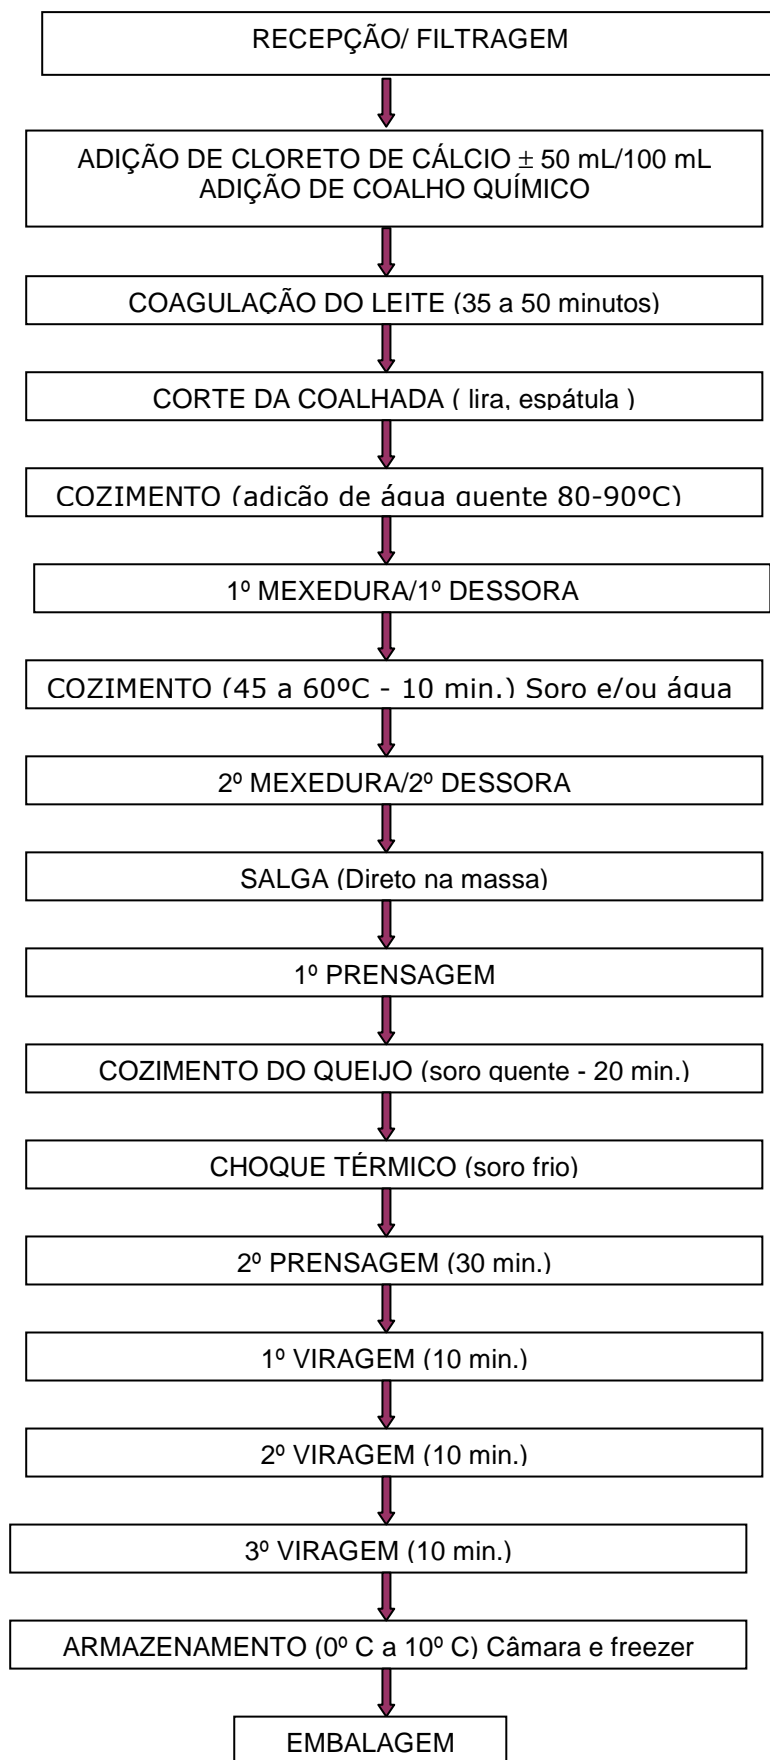 RECEPÇÃO/ FILTRAGEM
ADIÇÃO DE CLORETO DE CÁLCIO ± 50 mL/100 mL
ADIÇÃO DE COALHO QUÍMICO
COAGULAÇÃO DO LEITE (35 a 50 minutos)
CORTE DA COALHADA ( lira, espátula )
COZIMENTO (adição de água quente 80-90ºC)
1º MEXEDURA/1º DESSORA
COZIMENTO (45 a 60ºC - 10 min.) Soro e/ou água
2º MEXEDURA/2º DESSORA
SALGA (Direto na massa)
1º PRENSAGEM
COZIMENTO DO QUEIJO (soro quente - 20 min.)
CHOQUE TÉRMICO (soro frio)
2º PRENSAGEM (30 min.)
1º VIRAGEM (10 min.)
2º VIRAGEM (10 min.)
3º VIRAGEM (10 min.)
ARMAZENAMENTO (0º C a 10º C) Câmara e freezer
EMBALAGEM